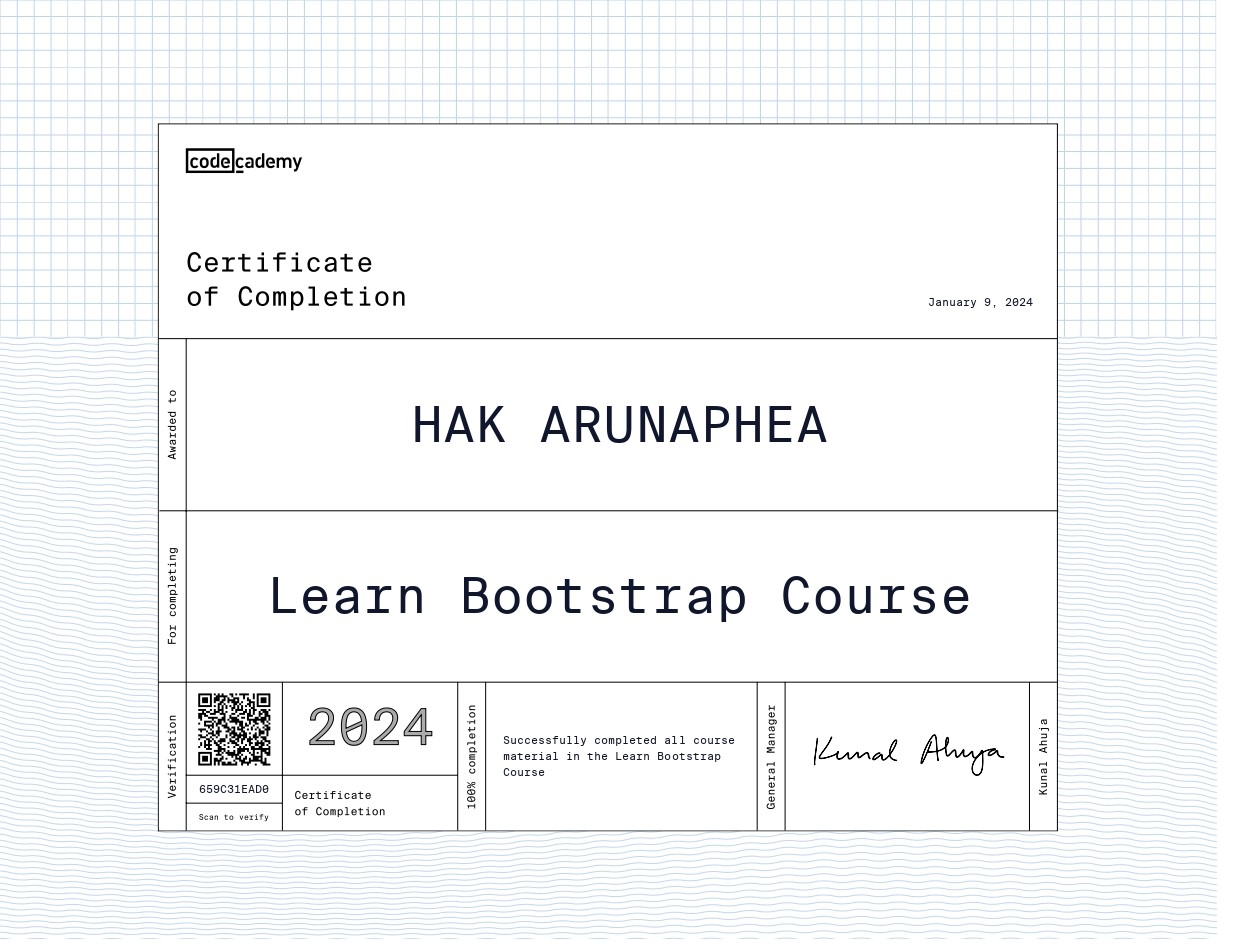 codecademy
Certificate
of Completion
January 9, 2024
Awarded to
HAK ARUNAPHEA
For completing
Learn Bootstrap Course
Verification
659C31EAD0
Scan to verify
2024
Certificate
of Completion
100% completion
Successfully completed all course
material in the Learn Bootstrap
Course
General Manager
Kunal Ahuja
Kunal Ahuja